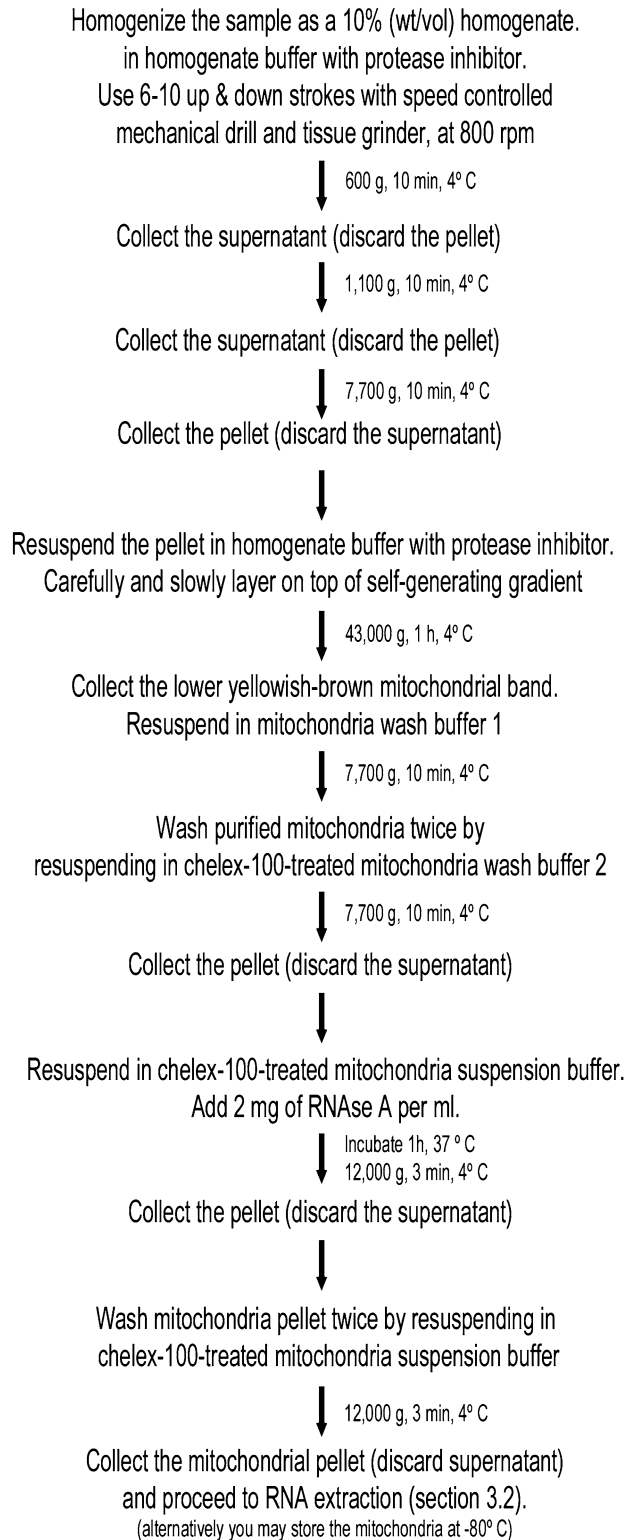 Homogenize the sample as a 10% (wt/vol) homogenate.
in homogenate buffer with protease inhibitor.
Use 6-10 up & down strokes with speed controlled
mechanical drill and tissue grinder, at 800 rpm
600 g, 10 min, 4º C
Collect the supernatant (discard the pellet)
1,100 g, 10 min, 4º C
Collect the supernatant (discard the pellet)
7,700 g, 10 min, 4º C
Collect the pellet (discard the supernatant)
Resuspend the pellet in homogenate buffer with protease inhibitor.
Carefully and slowly layer on top of self-generating gradient
43,000 g, 1 h, 4º C
Collect the lower yellowish-brown mitochondrial band.
Resuspend in mitochondria wash buffer 1
7,700 g, 10 min, 4º C
Wash purified mitochondria twice by
resuspending in chelex-100-treated mitochondria wash buffer 2
7,700 g, 10 min, 4º C
Collect the pellet (discard the supernatant)
Resuspend in chelex-100-treated mitochondria suspension buffer.
Add 2 mg of RNAse A per ml.
Incubate 1h, 37 º C
12,000 g, 3 min, 4º C
Collect the pellet (discard the supernatant)
Wash mitochondria pellet twice by resuspending in
chelex-100-treated mitochondria suspension buffer
12,000 g, 3 min, 4º C
Collect the mitochondrial pellet (discard supernatant)
and proceed to RNA extraction (section 3.2).
(alternatively you may store the mitochondria at -80º C)